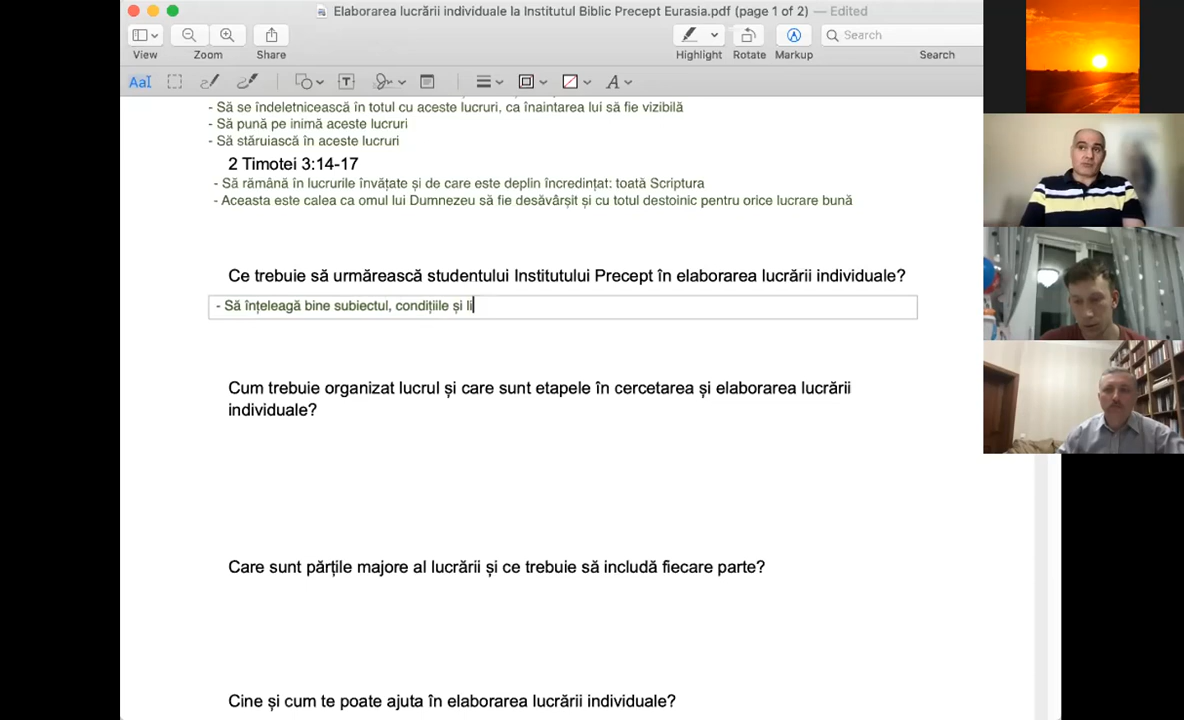 Elaborarea lucrării individuale la Institutul Biblic Precept Eurasia.pdf (page 1 of 2) — Edited
View Zoom Share Highlight Rotate Markup Search
Search
AaI T A
- Să se îndeletnicească în totul cu aceste lucruri, ca înaintarea lui să fie vizibilă
- Să pună pe inimă aceste lucruri
- Să stăruiască în aceste lucruri
2 Timotei 3:14-17
- Să rămână în lucrurile învățate și de care este deplin încredințat: toată Scriptura
- Aceasta este calea ca omul lui Dumnezeu să fie desăvârșit și cu totul destoinic pentru orice lucrare bună
Ce trebuie să urmărească studentului Institutului Precept în elaborarea lucrării individuale?
- Să înțeleagă bine subiectul, condițiile și li
Cum trebuie organizat lucrul și care sunt etapele în cercetarea și elaborarea lucrării
individuale?
Care sunt părțile majore al lucrării și ce trebuie să includă fiecare parte?
Cine și cum te poate ajuta în elaborarea lucrării individuale?